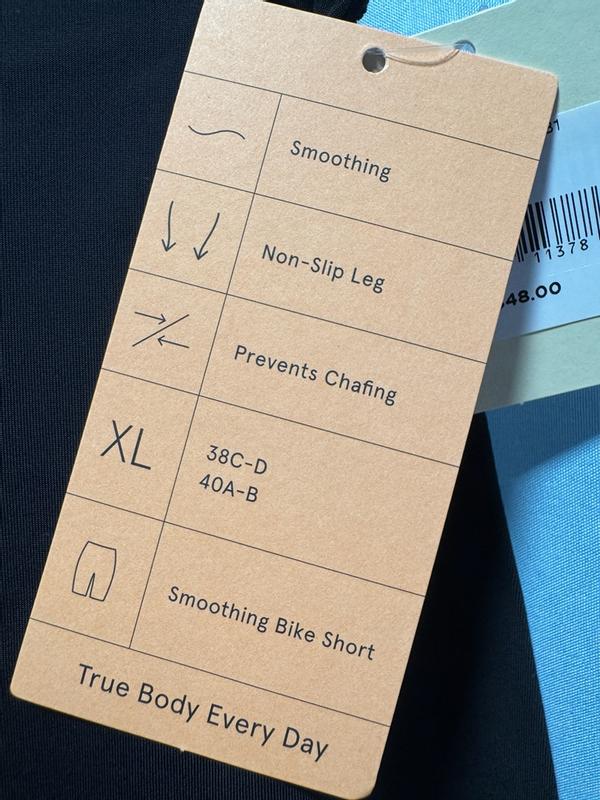 Smoothing
Non-Slip Leg
Prevents Chafing
XL
38C-D
40A-B
Smoothing Bike Short
True Body Every Day
11378
48.00